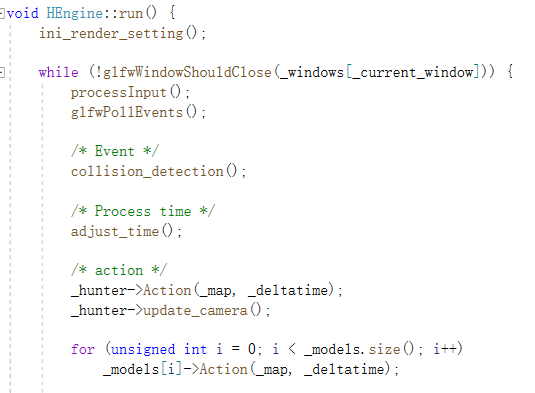 void HEngine::run() {
    ini_render_setting();

    while (!glfwWindowShouldClose(_windows[_current_window])) {
        processInput();
        glfwPollEvents();

        /* Event */
        collision_detection();

        /* Process time */
        adjust_time();

        /* action */
        _hunter->Action(_map, _deltatime);
        _hunter->update_camera();

        for (unsigned int i = 0; i < _models.size(); i++)
            _models[i]->Action(_map, _deltatime);